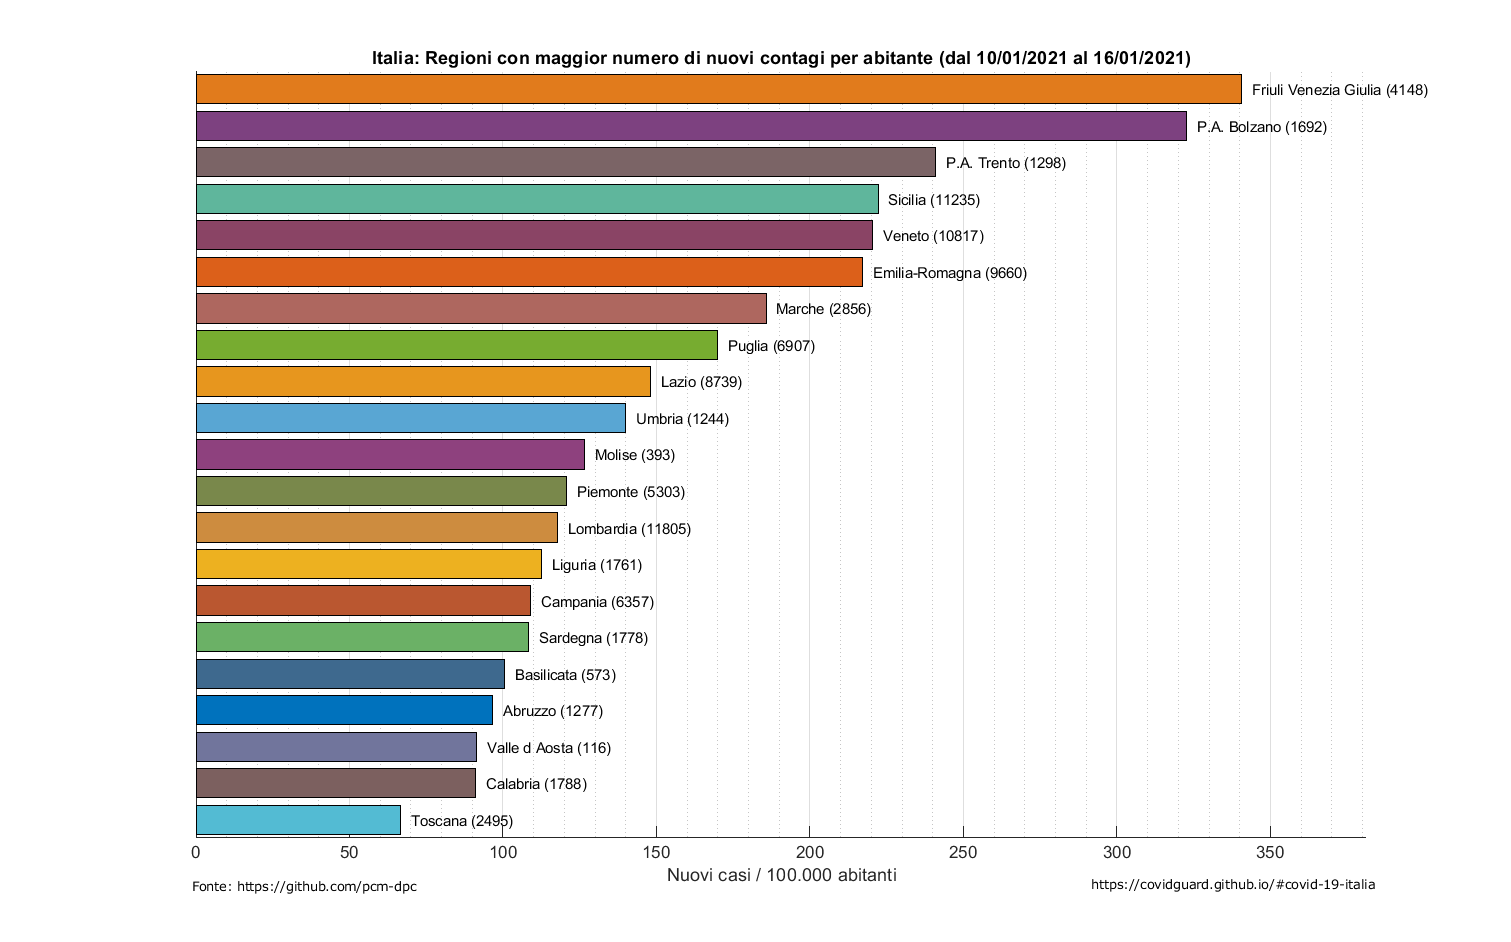 Italia: Regioni con maggior numero di nuovi contagi per abitante (dal 10/01/2021 al 16/01/2021)
Friuli Venezia Giulia (4148)
P.A. Bolzano (1692)
P.A. Trento (1298)
Sicilia (11235)
Veneto (10817)
Emilia-Romagna (9660)
Marche (2856)
Puglia (6907)
Lazio (8739)
Umbria (1244)
Molise (393)
Piemonte (5303)
Lombardia (11805)
Liguria (1761)
Campania (6357)
Sardegna (1778)
Basilicata (573)
Abruzzo (1277)
Valle d Aosta (116)
Calabria (1788)
Toscana (2495)
0 50 100 150 200 250 300 350
Nuovi casi / 100.000 abitanti
Fonte: https://github.com/pcm-dpc
https://covidguard.github.io/#covid-19-italia